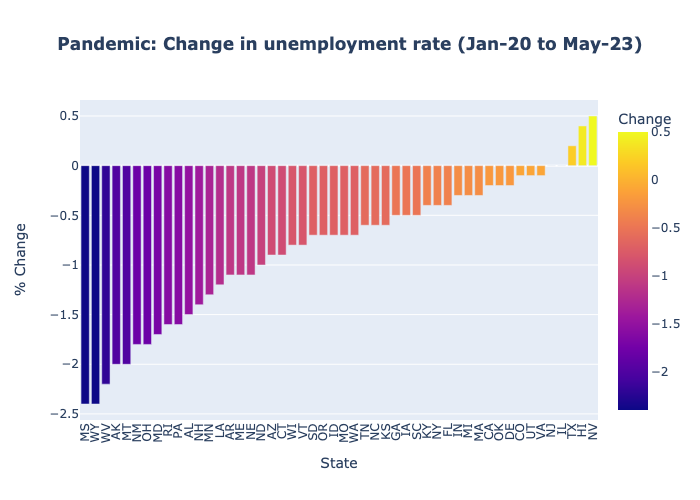 Pandemic: Change in unemployment rate (Jan-20 to May-23)
Change
0.5
0
−0.5
−1
−1.5
−2
−2.5
% Change
MS WY WV AK MT NM OH MD RI PA AL NH MN LA AR ME NE ND AZ CT WI VT SD OR ID MO WA TN NC KS GA IA SC KY NY FL IN MI MA CA OK DE CO UT VA NJ IL TX HI NV
State
0.5
0
−0.5
−1
−1.5
−2